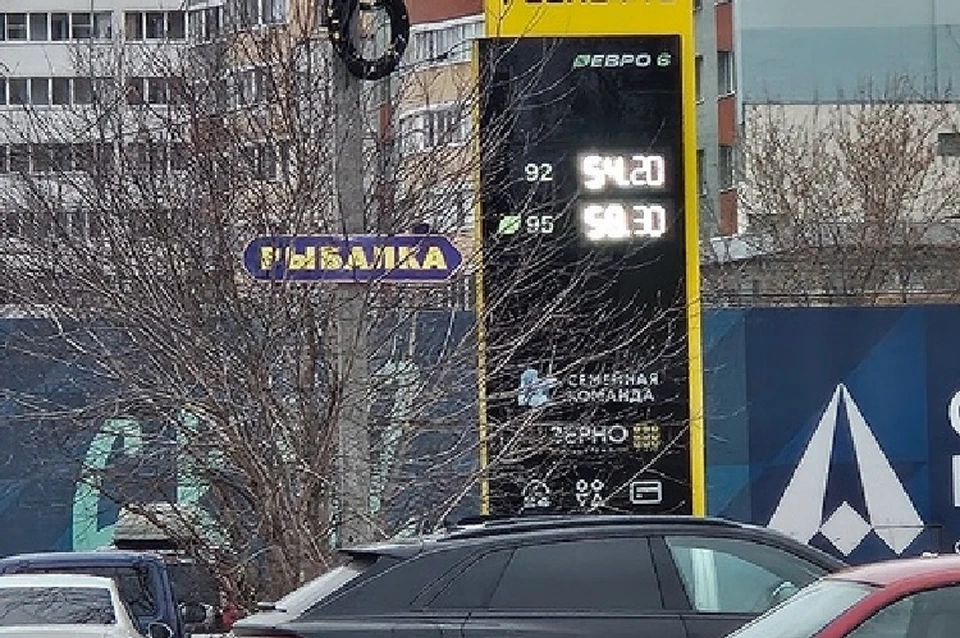 ЕВРО 6
92 54.20
95 58.30
РЫБАЛКА
СЕМЕЙНАЯ
КОМАНДА
ЗЕРНО